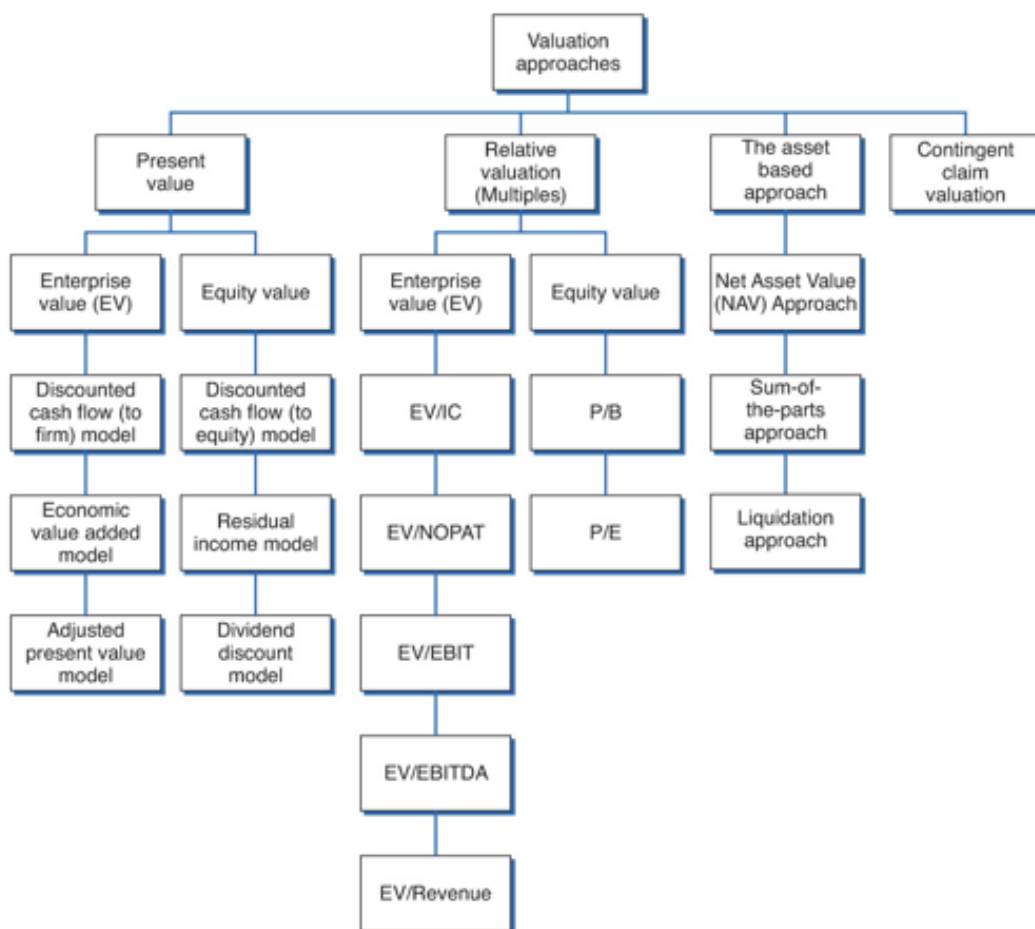 Valuation
approaches
Present
value
Relative
valuation
(Multiples)
The asset
based
approach
Contingent
claim
valuation
Enterprise
value (EV)
Equity value
Enterprise
value (EV)
Equity value
Net Asset Value
(NAV) Approach
Discounted
cash flow (to
firm) model
Discounted
cash flow (to
equity) model
EV/IC
P/B
Sum-of-
the-parts
approach
Economic
value added
model
Residual
income model
EV/NOPAT
P/E
Liquidation
approach
Adjusted
present value
model
Dividend
discount
model
EV/EBIT
EV/EBITDA
EV/Revenue